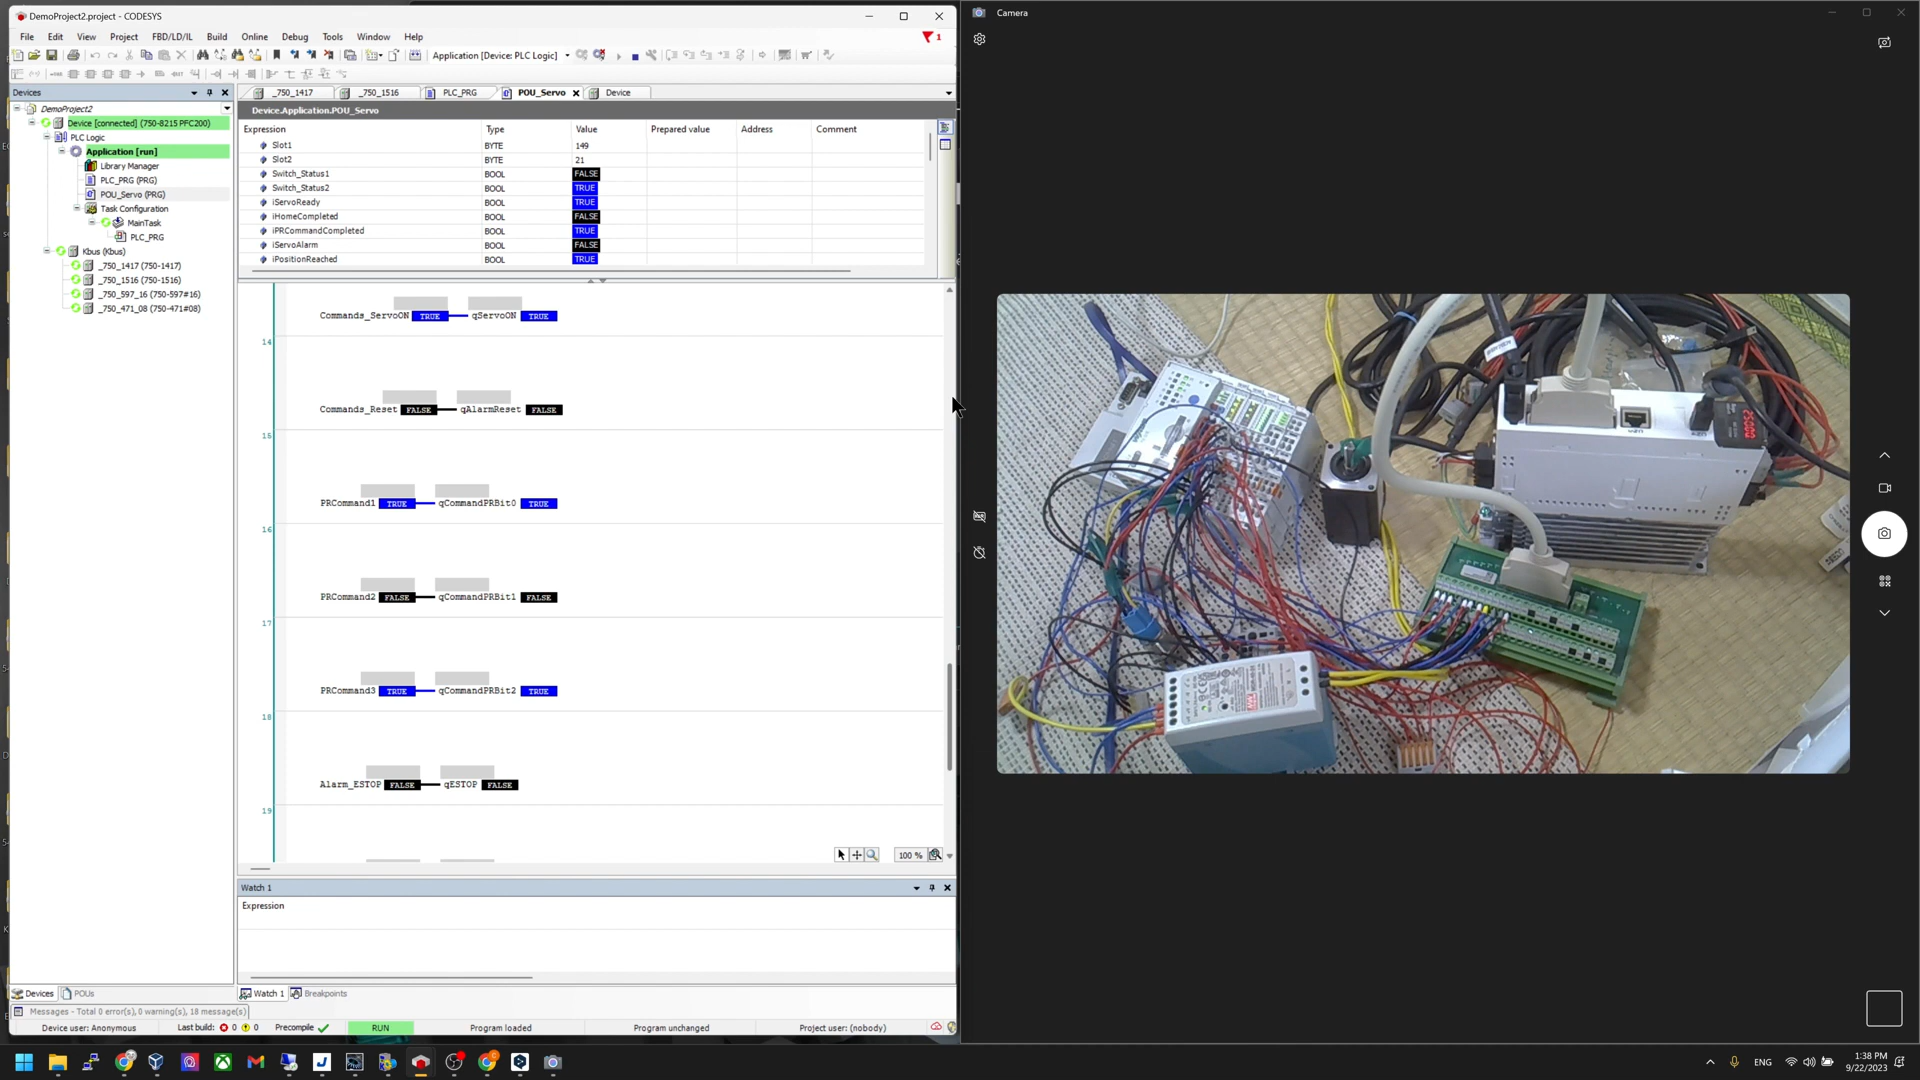 DemoProject2.project - CODESYS
File Edit View Project FBD/LD/IL Build Online Debug Tools Window Help
1
Application [Device: PLC Logic]
Devices
DemoProject2
Device [connected] (750-8215 PFC200)
PLC Logic
Application [run]
Library Manager
PLC_PRG (PRG)
POU_Servo (PRG)
Task Configuration
MainTask
PLC_PRG
Kbus (Kbus)
_750_1417 (750-1417)
_750_1516 (750-1516)
_750_597_16 (750-597#16)
_750_471_08 (750-471#08)
_750_1417 _750_1516 PLC_PRG POU_Servo Device
Device.Application.POU_Servo
Expression Type Value Prepared value Address Comment
Slot1 BYTE 149
Slot2 BYTE 21
Switch_Status1 BOOL FALSE
Switch_Status2 BOOL TRUE
iServoReady BOOL TRUE
iHomeCompleted BOOL FALSE
iPRCommandCompleted BOOL TRUE
iServoAlarm BOOL FALSE
iPositionReached BOOL TRUE
Commands_ServoON TRUE qServoON TRUE
14
Commands_Reset FALSE qAlarmReset FALSE
15
PRCommand1 TRUE qCommandPRBit0 TRUE
16
PRCommand2 FALSE qCommandPRBit1 FALSE
17
PRCommand3 TRUE qCommandPRBit2 TRUE
18
Alarm_ESTOP FALSE qESTOP FALSE
19
100 %
Watch 1
Expression
Devices POUs
Watch 1 Breakpoints
Messages - Total 0 error(s), 0 warning(s), 18 message(s)
Device user: Anonymous Last build: 0 0 Precompile RUN Program loaded Program unchanged Project user: (nobody)
Camera
ENG
1:38 PM
9/22/2023